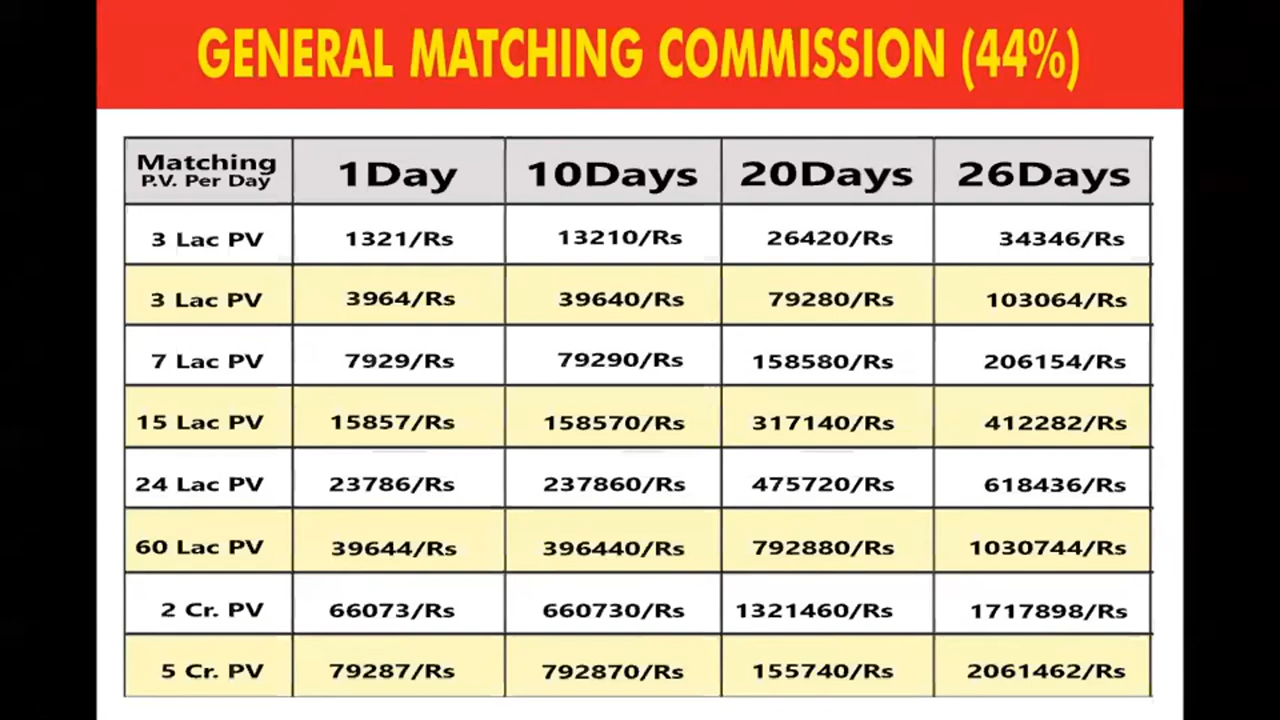 GENERAL MATCHING COMMISSION (44%)
Matching P.V. Per Day 1Day 10Days 20Days 26Days
3 Lac PV 1321/Rs 13210/Rs 26420/Rs 34346/Rs
3 Lac PV 3964/Rs 39640/Rs 79280/Rs 103064/Rs
7 Lac PV 7929/Rs 79290/Rs 158580/Rs 206154/Rs
15 Lac PV 15857/Rs 158570/Rs 317140/Rs 412282/Rs
24 Lac PV 23786/Rs 237860/Rs 475720/Rs 618436/Rs
60 Lac PV 39644/Rs 396440/Rs 792880/Rs 1030744/Rs
2 Cr. PV 66073/Rs 660730/Rs 1321460/Rs 1717898/Rs
5 Cr. PV 79287/Rs 792870/Rs 155740/Rs 2061462/Rs